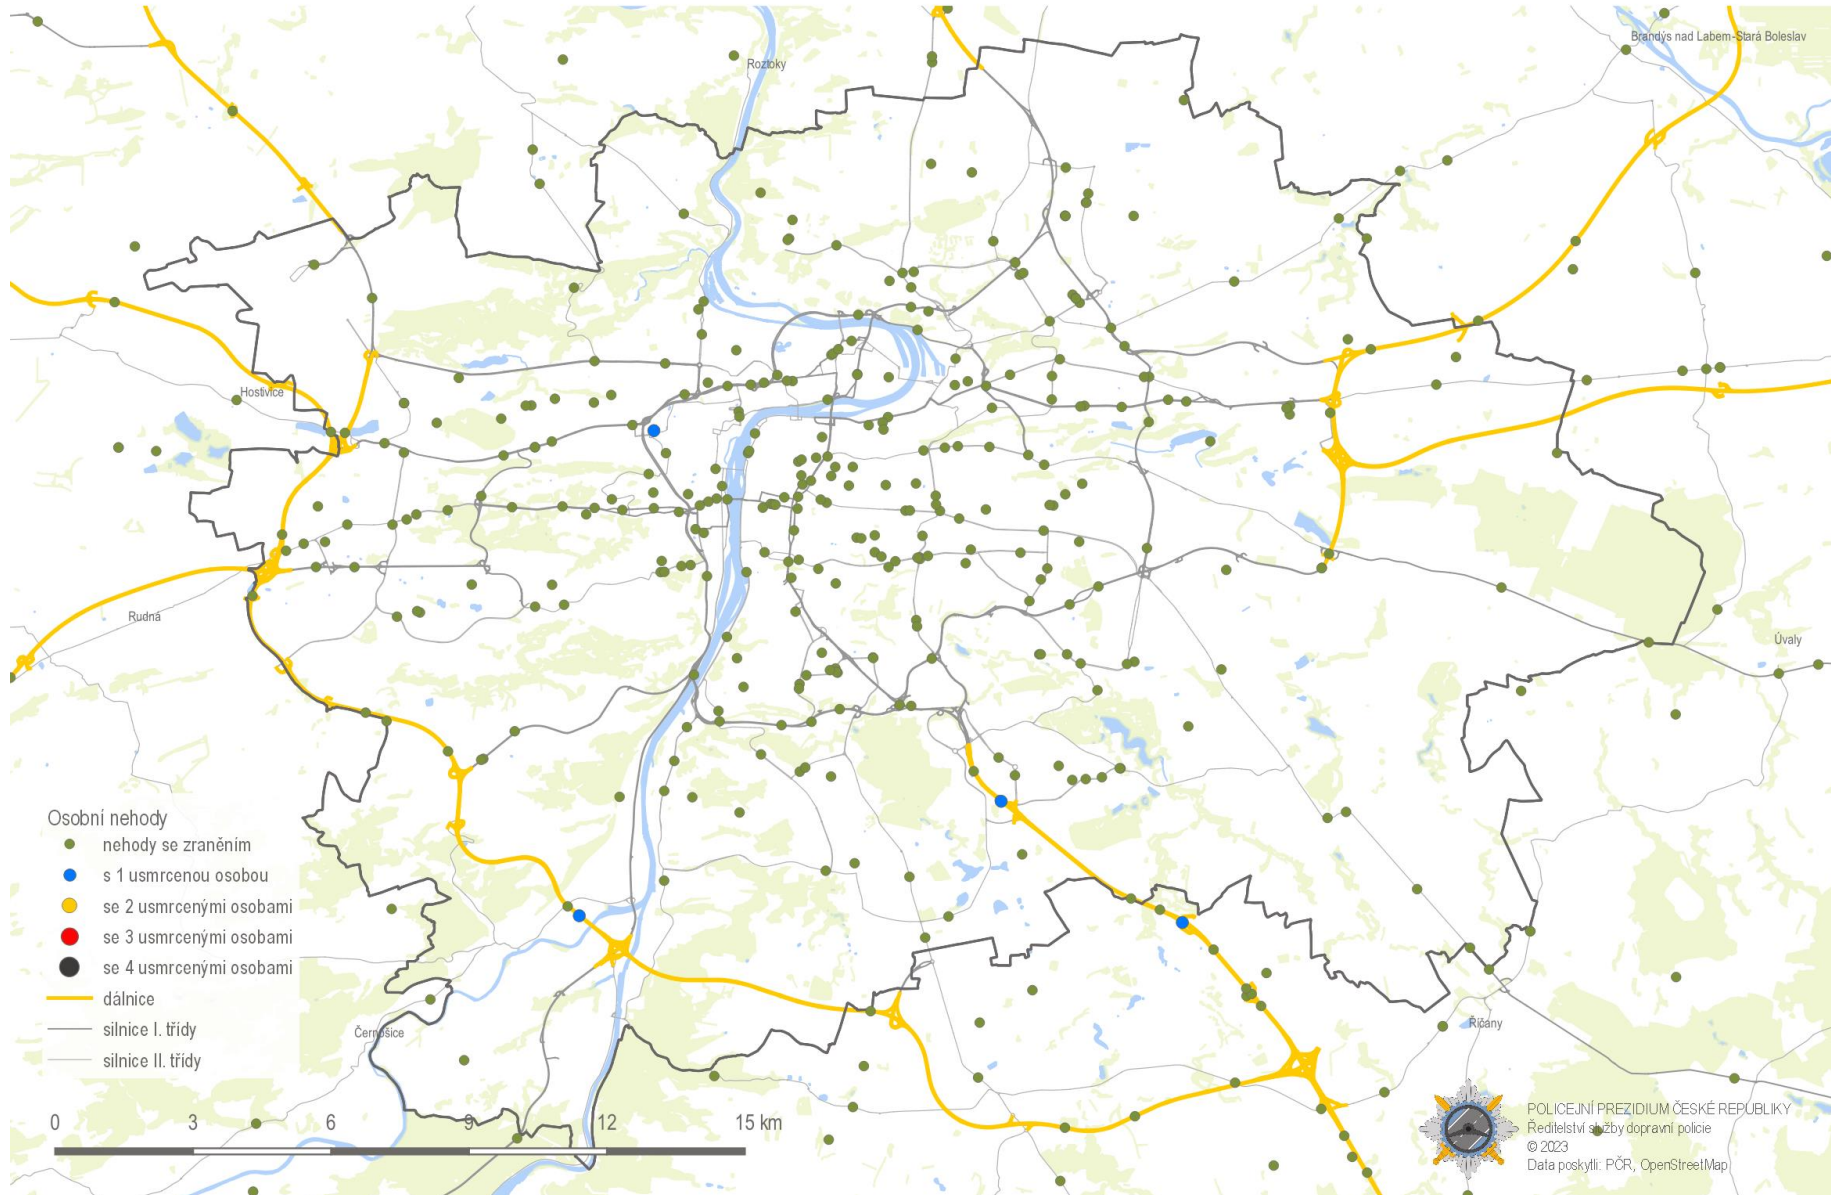 Brandýs nad Labem-Stará Boleslav
Roztoky
Hostivice
Rudná
Úvaly
Osobní nehody
nehody se zraněním
s 1 usmrcenou osobou
se 2 usmrcenými osobami
se 3 usmrcenými osobami
se 4 usmrcenými osobami
dálnice
silnice I. třídy
silnice II. třídy
Černošice
Říčany
0 3 6 9 12 15 km
POLICEJNÍ PREZIDIUM ČESKÉ REPUBLIKY
Ředitelství služby dopravní policie
© 2023
Data poskytli: PČR, OpenStreetMap